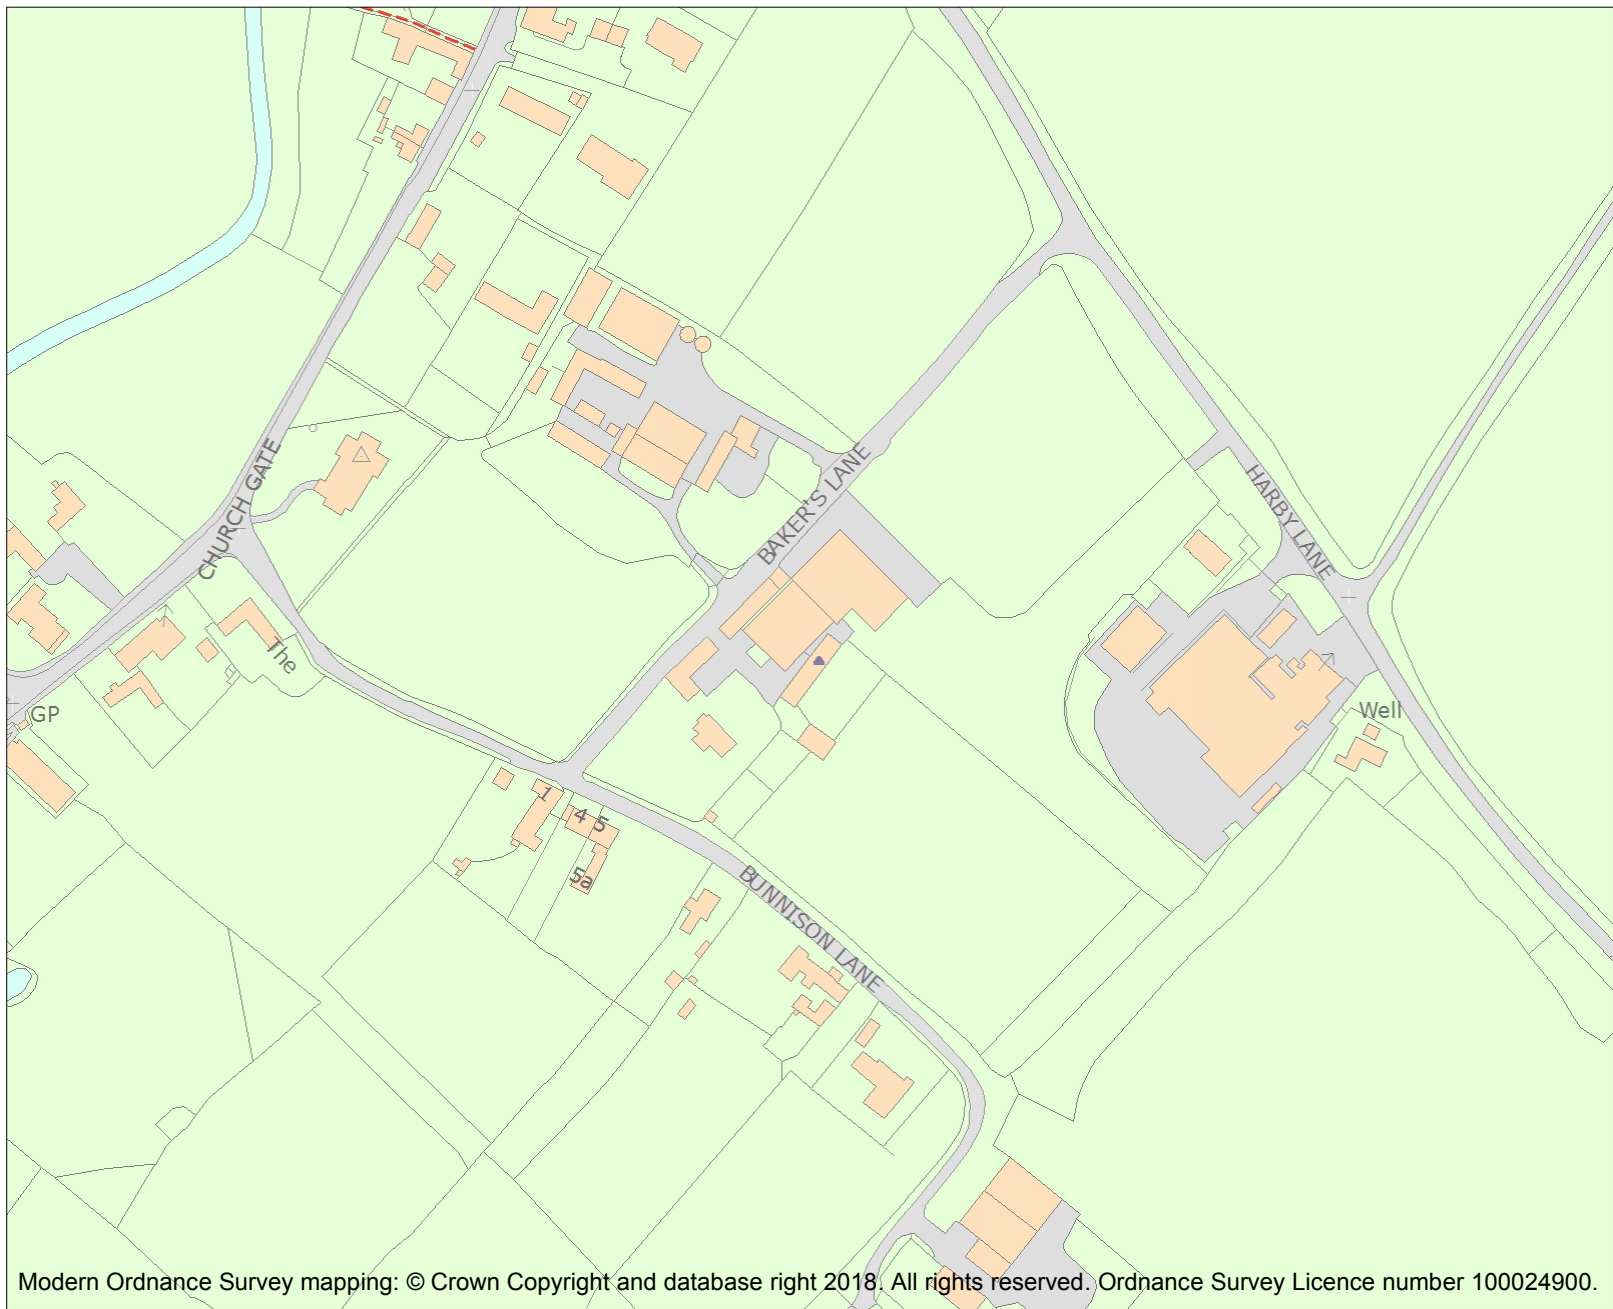 CHURCH GATE
BAKER'S LANE
HARBY LANE
The
GP
Well
1
4
5
5a
BUNNISON LANE
Modern Ordnance Survey mapping: © Crown Copyright and database right 2018. All rights reserved. Ordnance Survey Licence number 100024900.